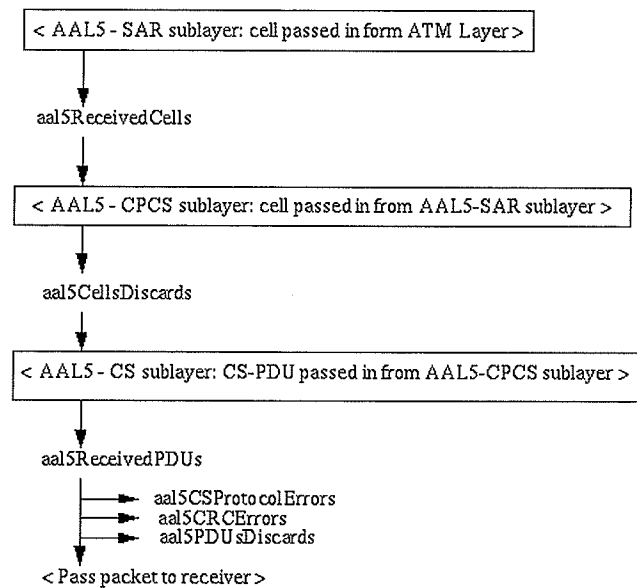 < AAL5 - SAR sublayer: cell passed in form ATM Layer >
aal5ReceivedCells
< AAL5 - CPCS sublayer: cell passed in from AAL5-SAR sublayer >
aal5CellsDiscards
< AAL5 - CS sublayer: CS-PDU passed in from AAL5-CPCS sublayer >
aal5ReceivedPDUs
aal5CSProtocolErrors
aal5CRCErrors
aal5PDUsDiscards
< Pass packet to receiver >